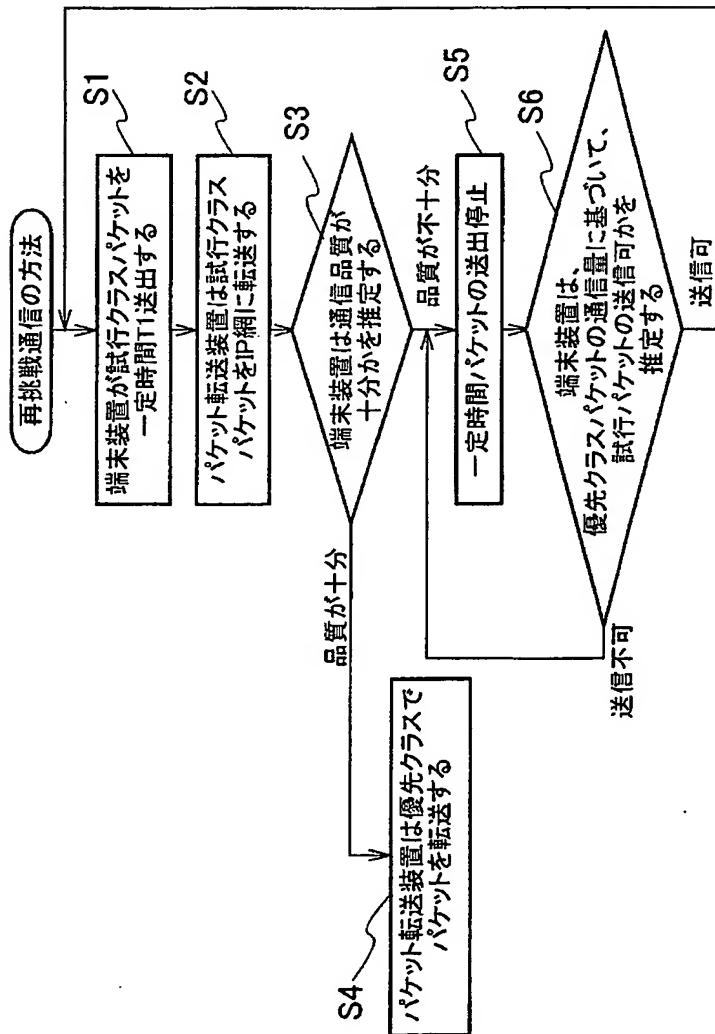 再挑戦通信の方法
S1
端末装置が試行クラスパケットを
一定時間T1送出する
S2
パケット転送装置は試行クラス
パケットをIP網に転送する
S3
端末装置は通信品質が
十分かを推定する
品質が十分
品質が不十分
S4
パケット転送装置は優先クラスで
パケットを転送する
S5
一定時間パケットの送出停止
S6
端末装置は、
優先クラスパケットの通信量に基づいて、
試行パケットの送信可かを
推定する
送信不可
送信可